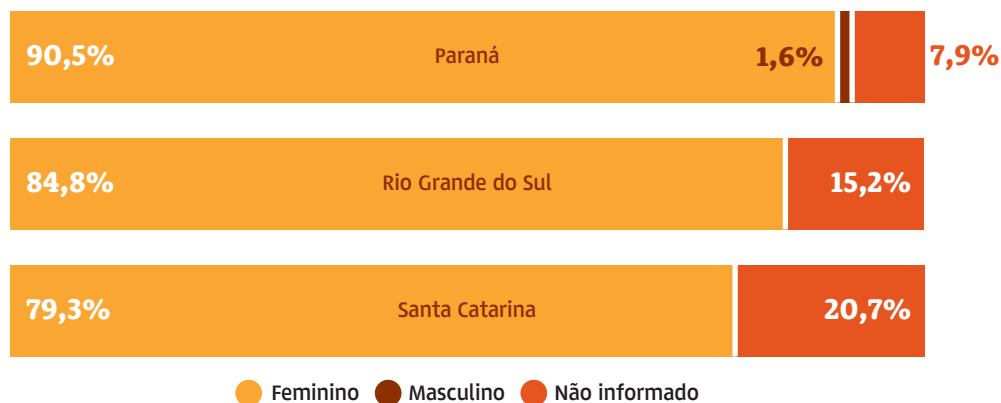 90,5% Paraná 1,6% 7,9%
84,8% Rio Grande do Sul 15,2%
79,3% Santa Catarina 20,7%
Feminino Masculino Não informado